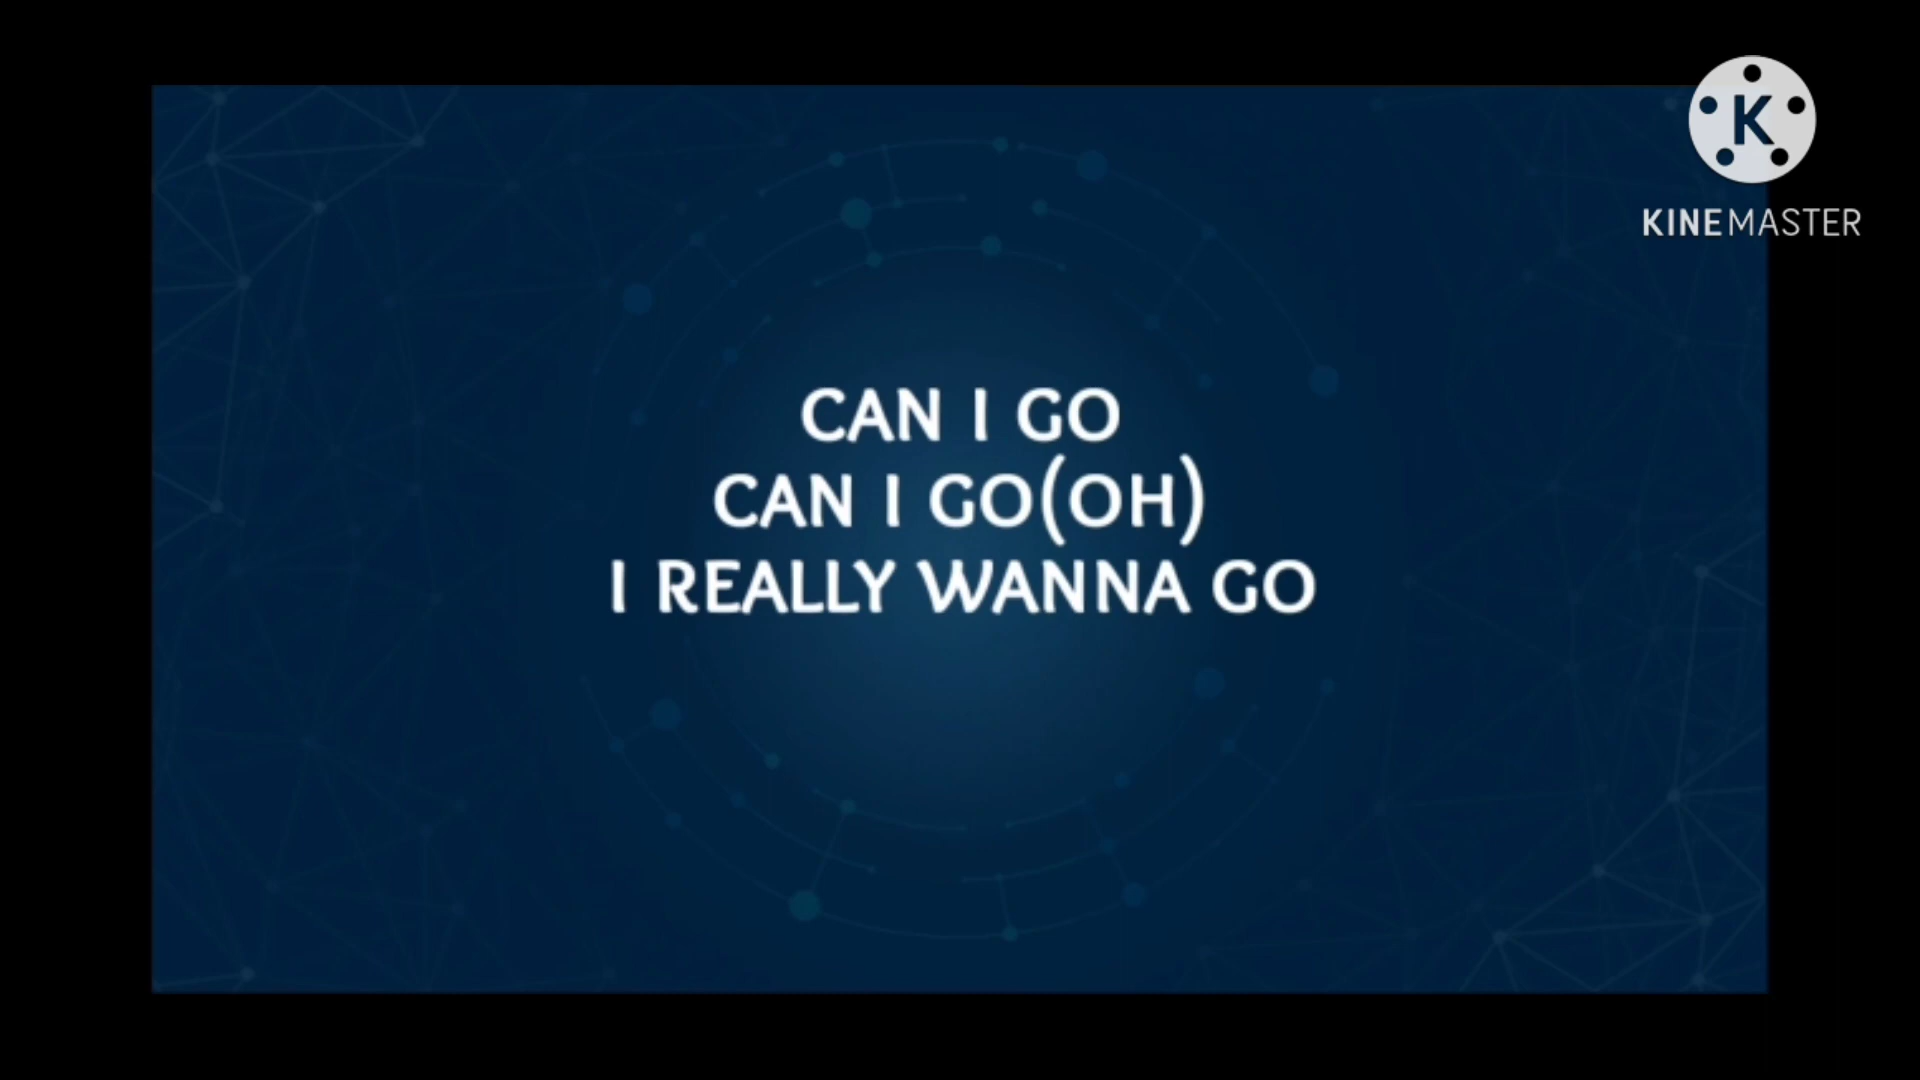 K
KINEMASTER
CAN I GO
CAN I GO(OH)
I REALLY WANNA GO